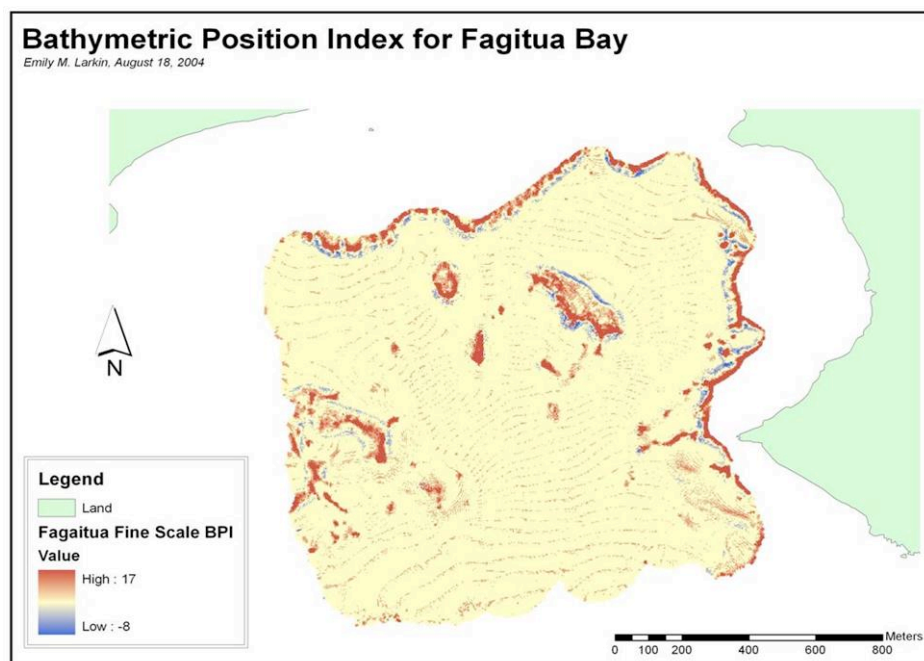 Bathymetric Position Index for Fagitua Bay
Emily M. Larkin, August 18, 2004
N
Legend
Land
Fagaitua Fine Scale BPI
Value
High : 17
Low : -8
Meters
0 100 200 400 600 800